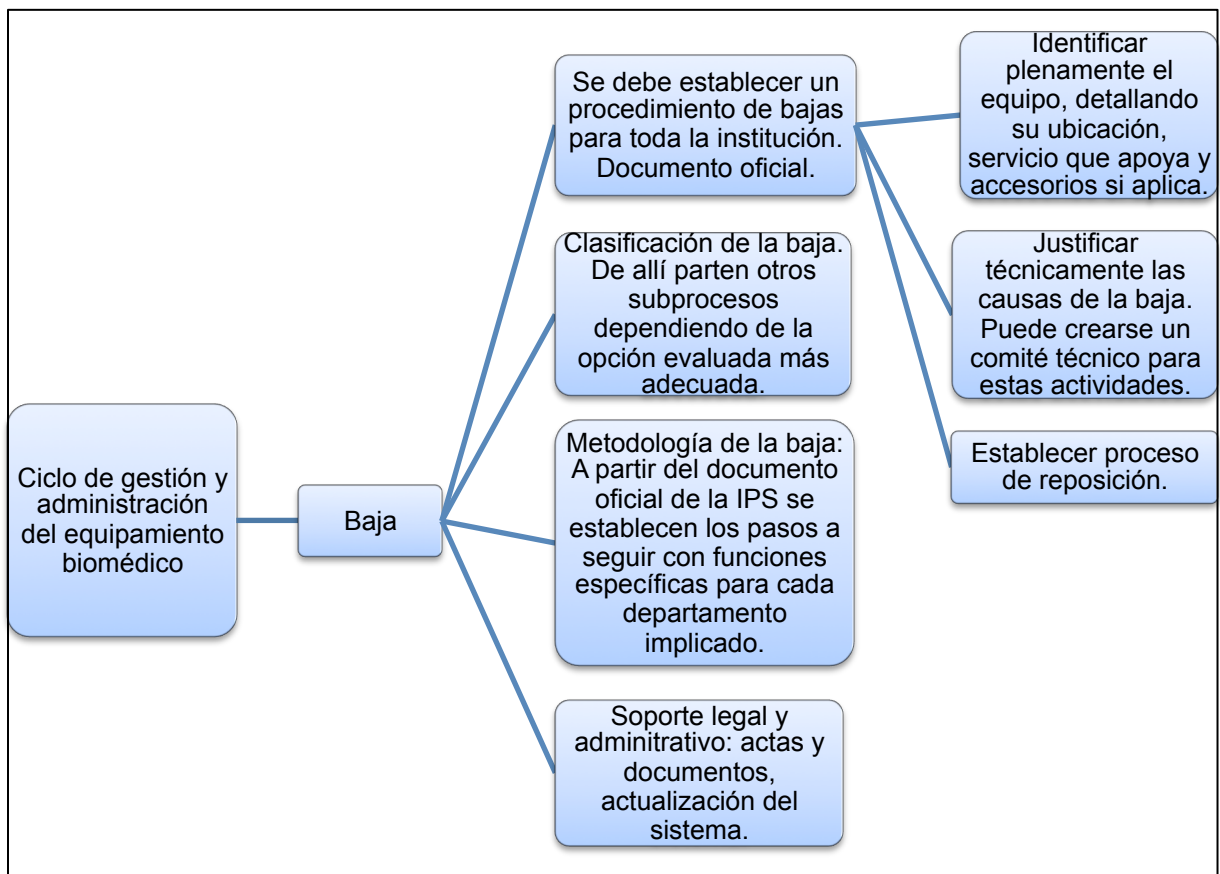 Ciclo de gestión y
administración
del equipamiento
biomédico
Baja
Se debe establecer un
procedimiento de bajas
para toda la institución.
Documento oficial.
Clasificación de la baja.
De allí parten otros
subprocesos
dependiendo de la
opción evaluada más
adecuada.
Metodología de la baja:
A partir del documento
oficial de la IPS se
establecen los pasos a
seguir con funciones
específicas para cada
departamento
implicado.
Soporte legal y
adminitrativo: actas y
documentos,
actualización del
sistema.
Identificar
plenamente el
equipo, detallando
su ubicación,
servicio que apoya y
accesorios si aplica.
Justificar
técnicamente las
causas de la baja.
Puede crearse un
comité técnico para
estas actividades.
Establecer proceso
de reposición.